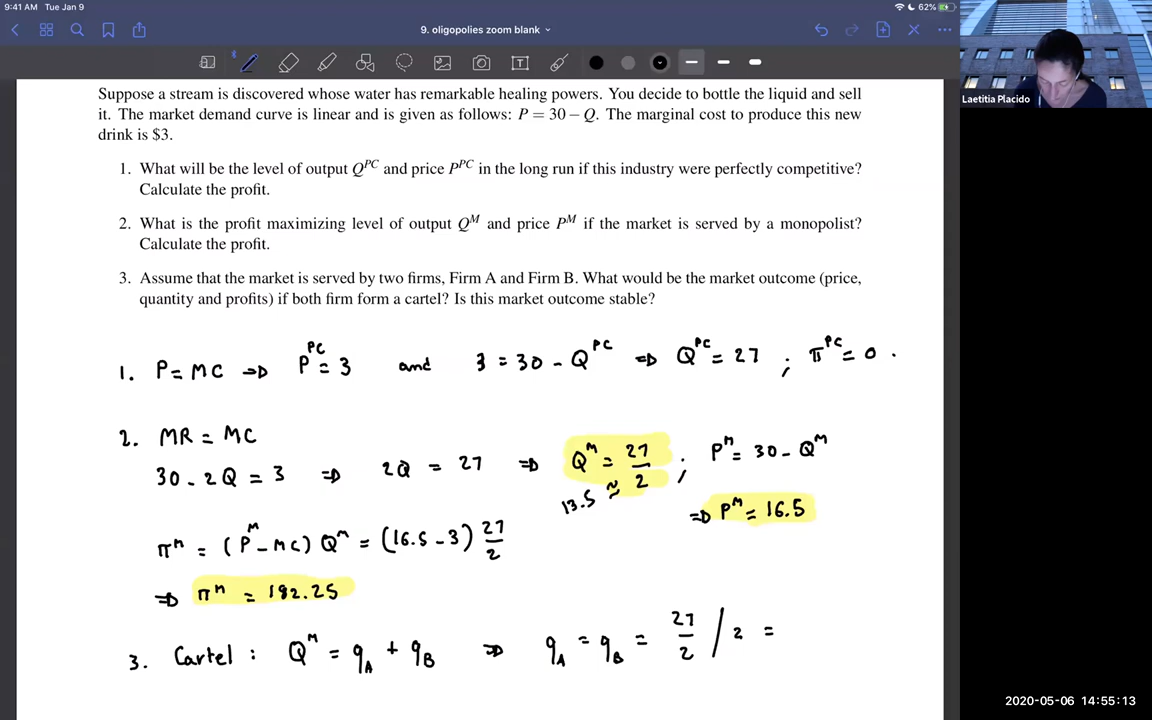 9:41 AM Tue Jan 9
62%
9. oligopolies zoom blank
Suppose a stream is discovered whose water has remarkable healing powers. You decide to bottle the liquid and sell
it. The market demand curve is linear and is given as follows: P = 30 − Q. The marginal cost to produce this new
drink is $3.
1. What will be the level of output Q^PC and price P^PC in the long run if this industry were perfectly competitive?
Calculate the profit.
2. What is the profit maximizing level of output Q^M and price P^M if the market is served by a monopolist?
Calculate the profit.
3. Assume that the market is served by two firms, Firm A and Firm B. What would be the market outcome (price,
quantity and profits) if both firm form a cartel? Is this market outcome stable?
1. P = MC ⇒ P^PC = 3 and 3 = 30 - Q^PC ⇒ Q^PC = 27 ; π^PC = 0 .
2. MR = MC
30 - 2Q = 3 ⇒ 2Q = 27 ⇒ Q^M = 27/2 ; P^M = 30 - Q^M
13.5 ≈ ⇒ P^M = 16.5
π^M = (P^M - MC) Q^M = (16.5 - 3) 27/2
⇒ π^M = 182.25
3. Cartel : Q^M = q_A + q_B ⇒ q_A = q_B = 27/2 / 2 =
Laetitia Placido
2020-05-06 14:55:13